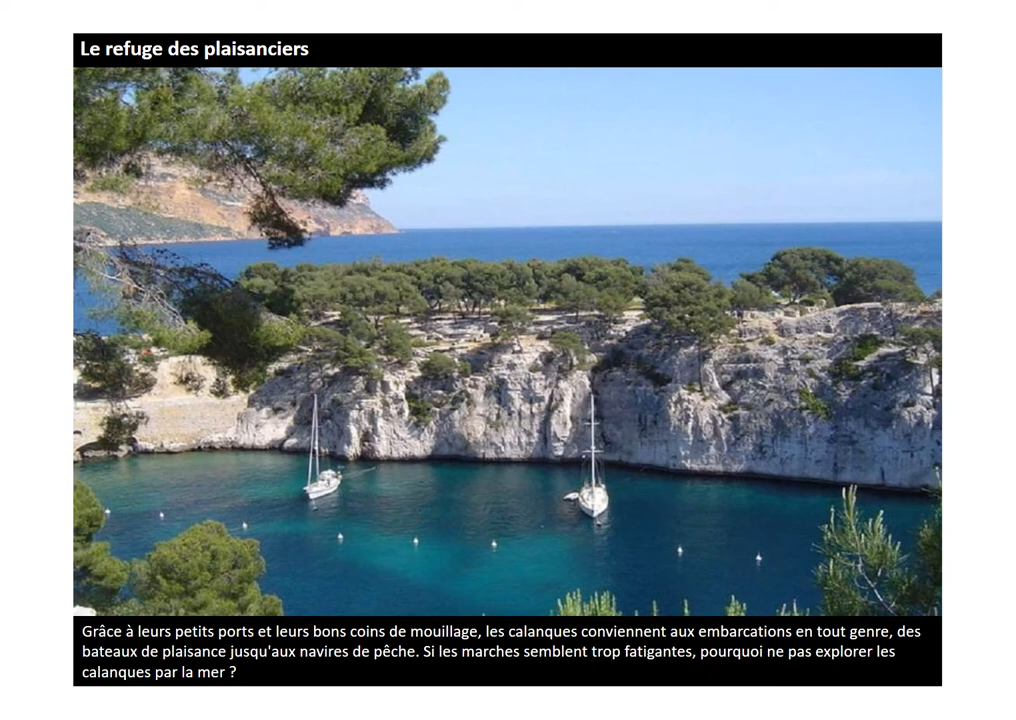 Le refuge des plaisanciers
Grâce à leurs petits ports et leurs bons coins de mouillage, les calanques conviennent aux embarcations en tout genre, des
bateaux de plaisance jusqu'aux navires de pêche. Si les marches semblent trop fatigantes, pourquoi ne pas explorer les
calanques par la mer ?